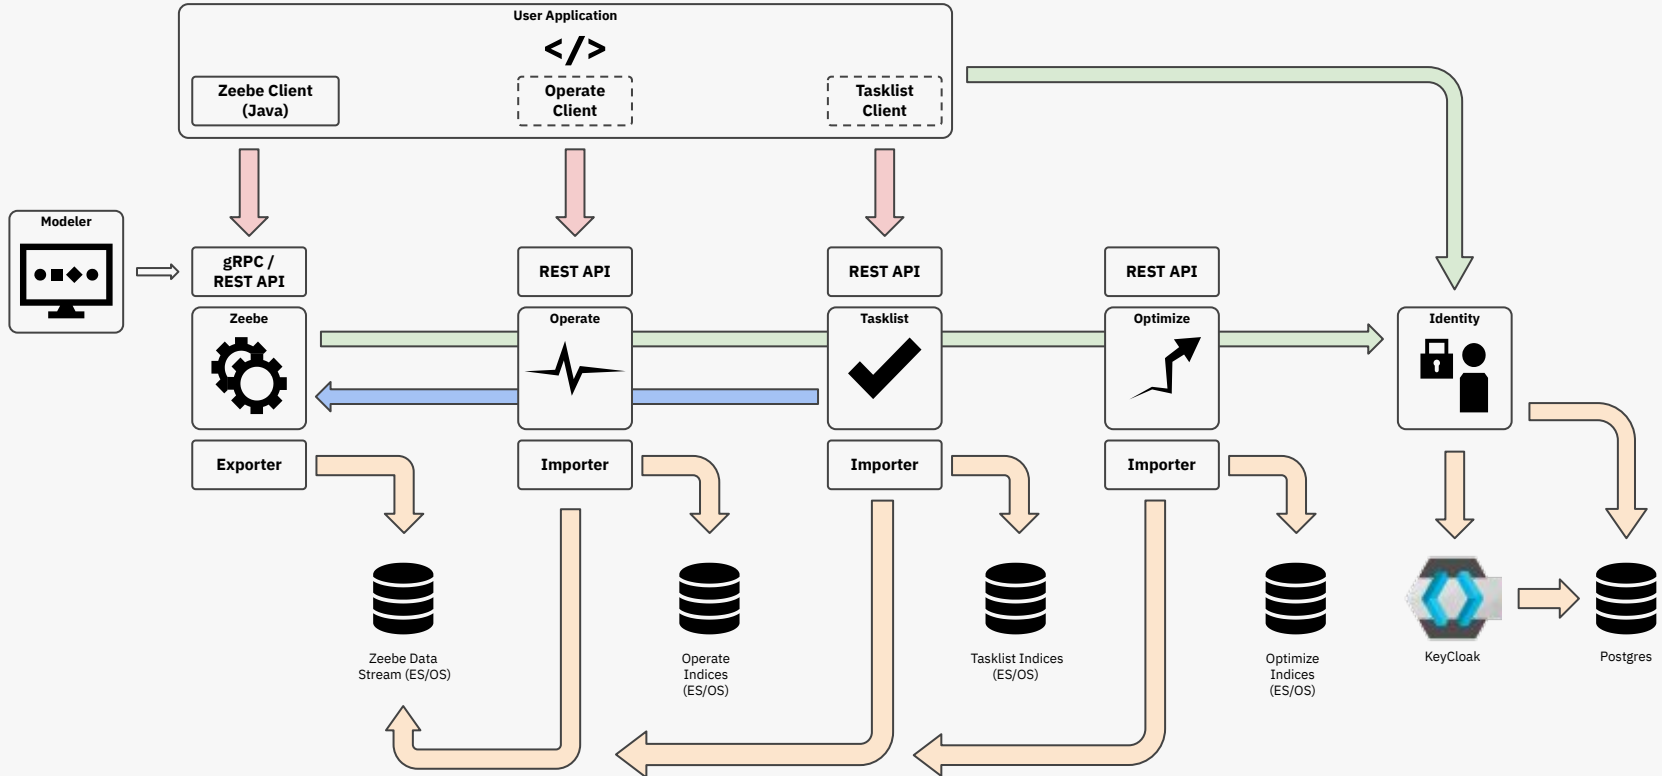 User Application
</>
Zeebe Client
(Java)
Operate
Client
Tasklist
Client
Modeler
gRPC /
REST API
REST API
REST API
REST API
Zeebe
Operate
Tasklist
Optimize
Identity
Exporter
Importer
Importer
Importer
Zeebe Data
Stream (ES/OS)
Operate
Indices
(ES/OS)
Tasklist Indices
(ES/OS)
Optimize
Indices
(ES/OS)
KeyCloak
Postgres